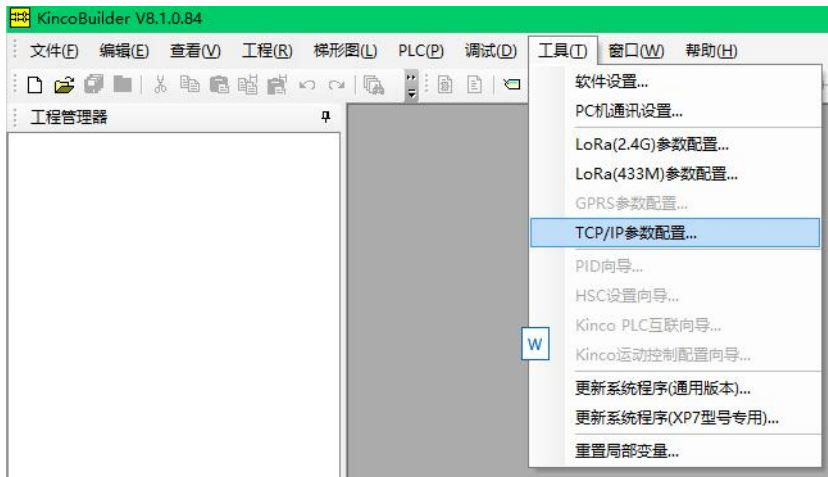 KincoBuilder V8.1.0.84
文件(F) 编辑(E) 查看(V) 工程(R) 梯形图(L) PLC(P) 调试(D) 工具(T) 窗口(W) 帮助(H)
工程管理器
软件设置...
PC机通讯设置...
LoRa(2.4G)参数配置...
LoRa(433M)参数配置...
GPRS参数配置...
TCP/IP参数配置...
PID向导...
HSC设置向导...
Kinco PLC互联向导...
W
Kinco运动控制配置向导...
更新系统程序(通用版本)...
更新系统程序(XP7型号专用)...
重置局部变量...